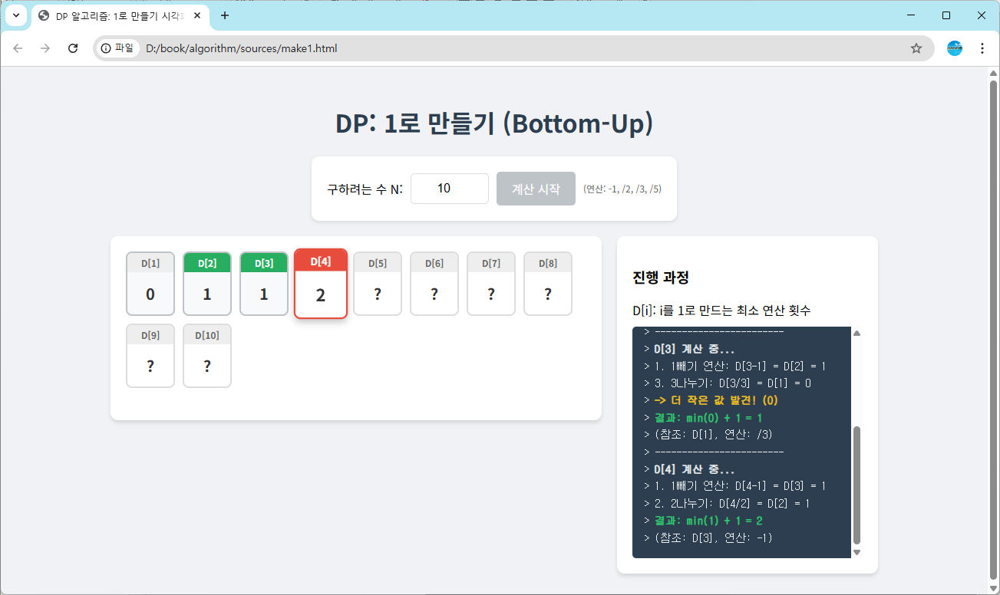 DP 알고리즘: 1로 만들기 시각화
파일
D:/book/algorithm/sources/make1.html
DP: 1로 만들기 (Bottom-Up)
구하려는 수 N: 10 계산 시작 (연산: -1, /2, /3, /5)
D[1] D[2] D[3] D[4] D[5] D[6] D[7] D[8]
0 1 1 2 ? ? ? ?
D[9] D[10]
? ?
진행 과정
D[i]: i를 1로 만드는 최소 연산 횟수
> ------------------------
> D[3] 계산 중...
> 1. 1빼기 연산: D[3-1] = D[2] = 1
> 3. 3나누기: D[3/3] = D[1] = 0
> -> 더 작은 값 발견! (0)
> 결과: min(0) + 1 = 1
> (참조: D[1], 연산: /3)
> ------------------------
> D[4] 계산 중...
> 1. 1빼기 연산: D[4-1] = D[3] = 1
> 2. 2나누기: D[4/2] = D[2] = 1
> 결과: min(1) + 1 = 2
> (참조: D[3], 연산: -1)